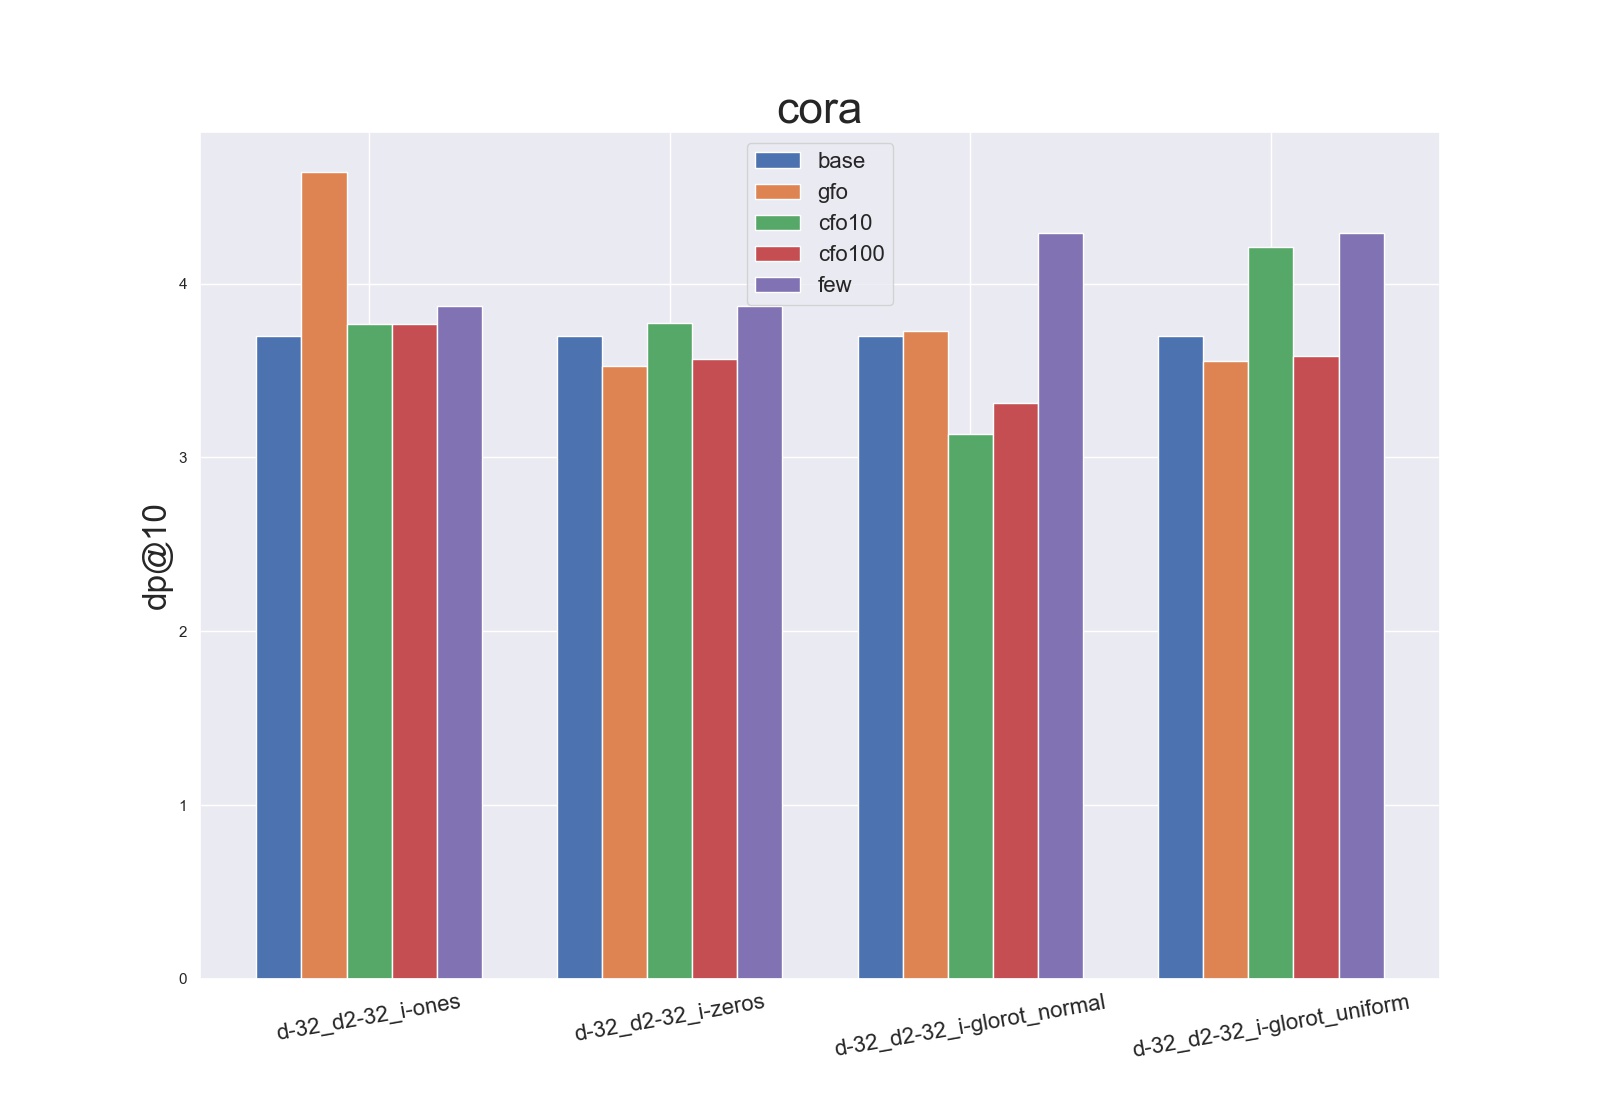 cora
base
gfo
cfo10
cfo100
few
dp@10
4
3
2
1
0
d-32_d2-32_i-ones
d-32_d2-32_i-zeros
d-32_d2-32_i-glorot_normal
d-32_d2-32_i-glorot_uniform